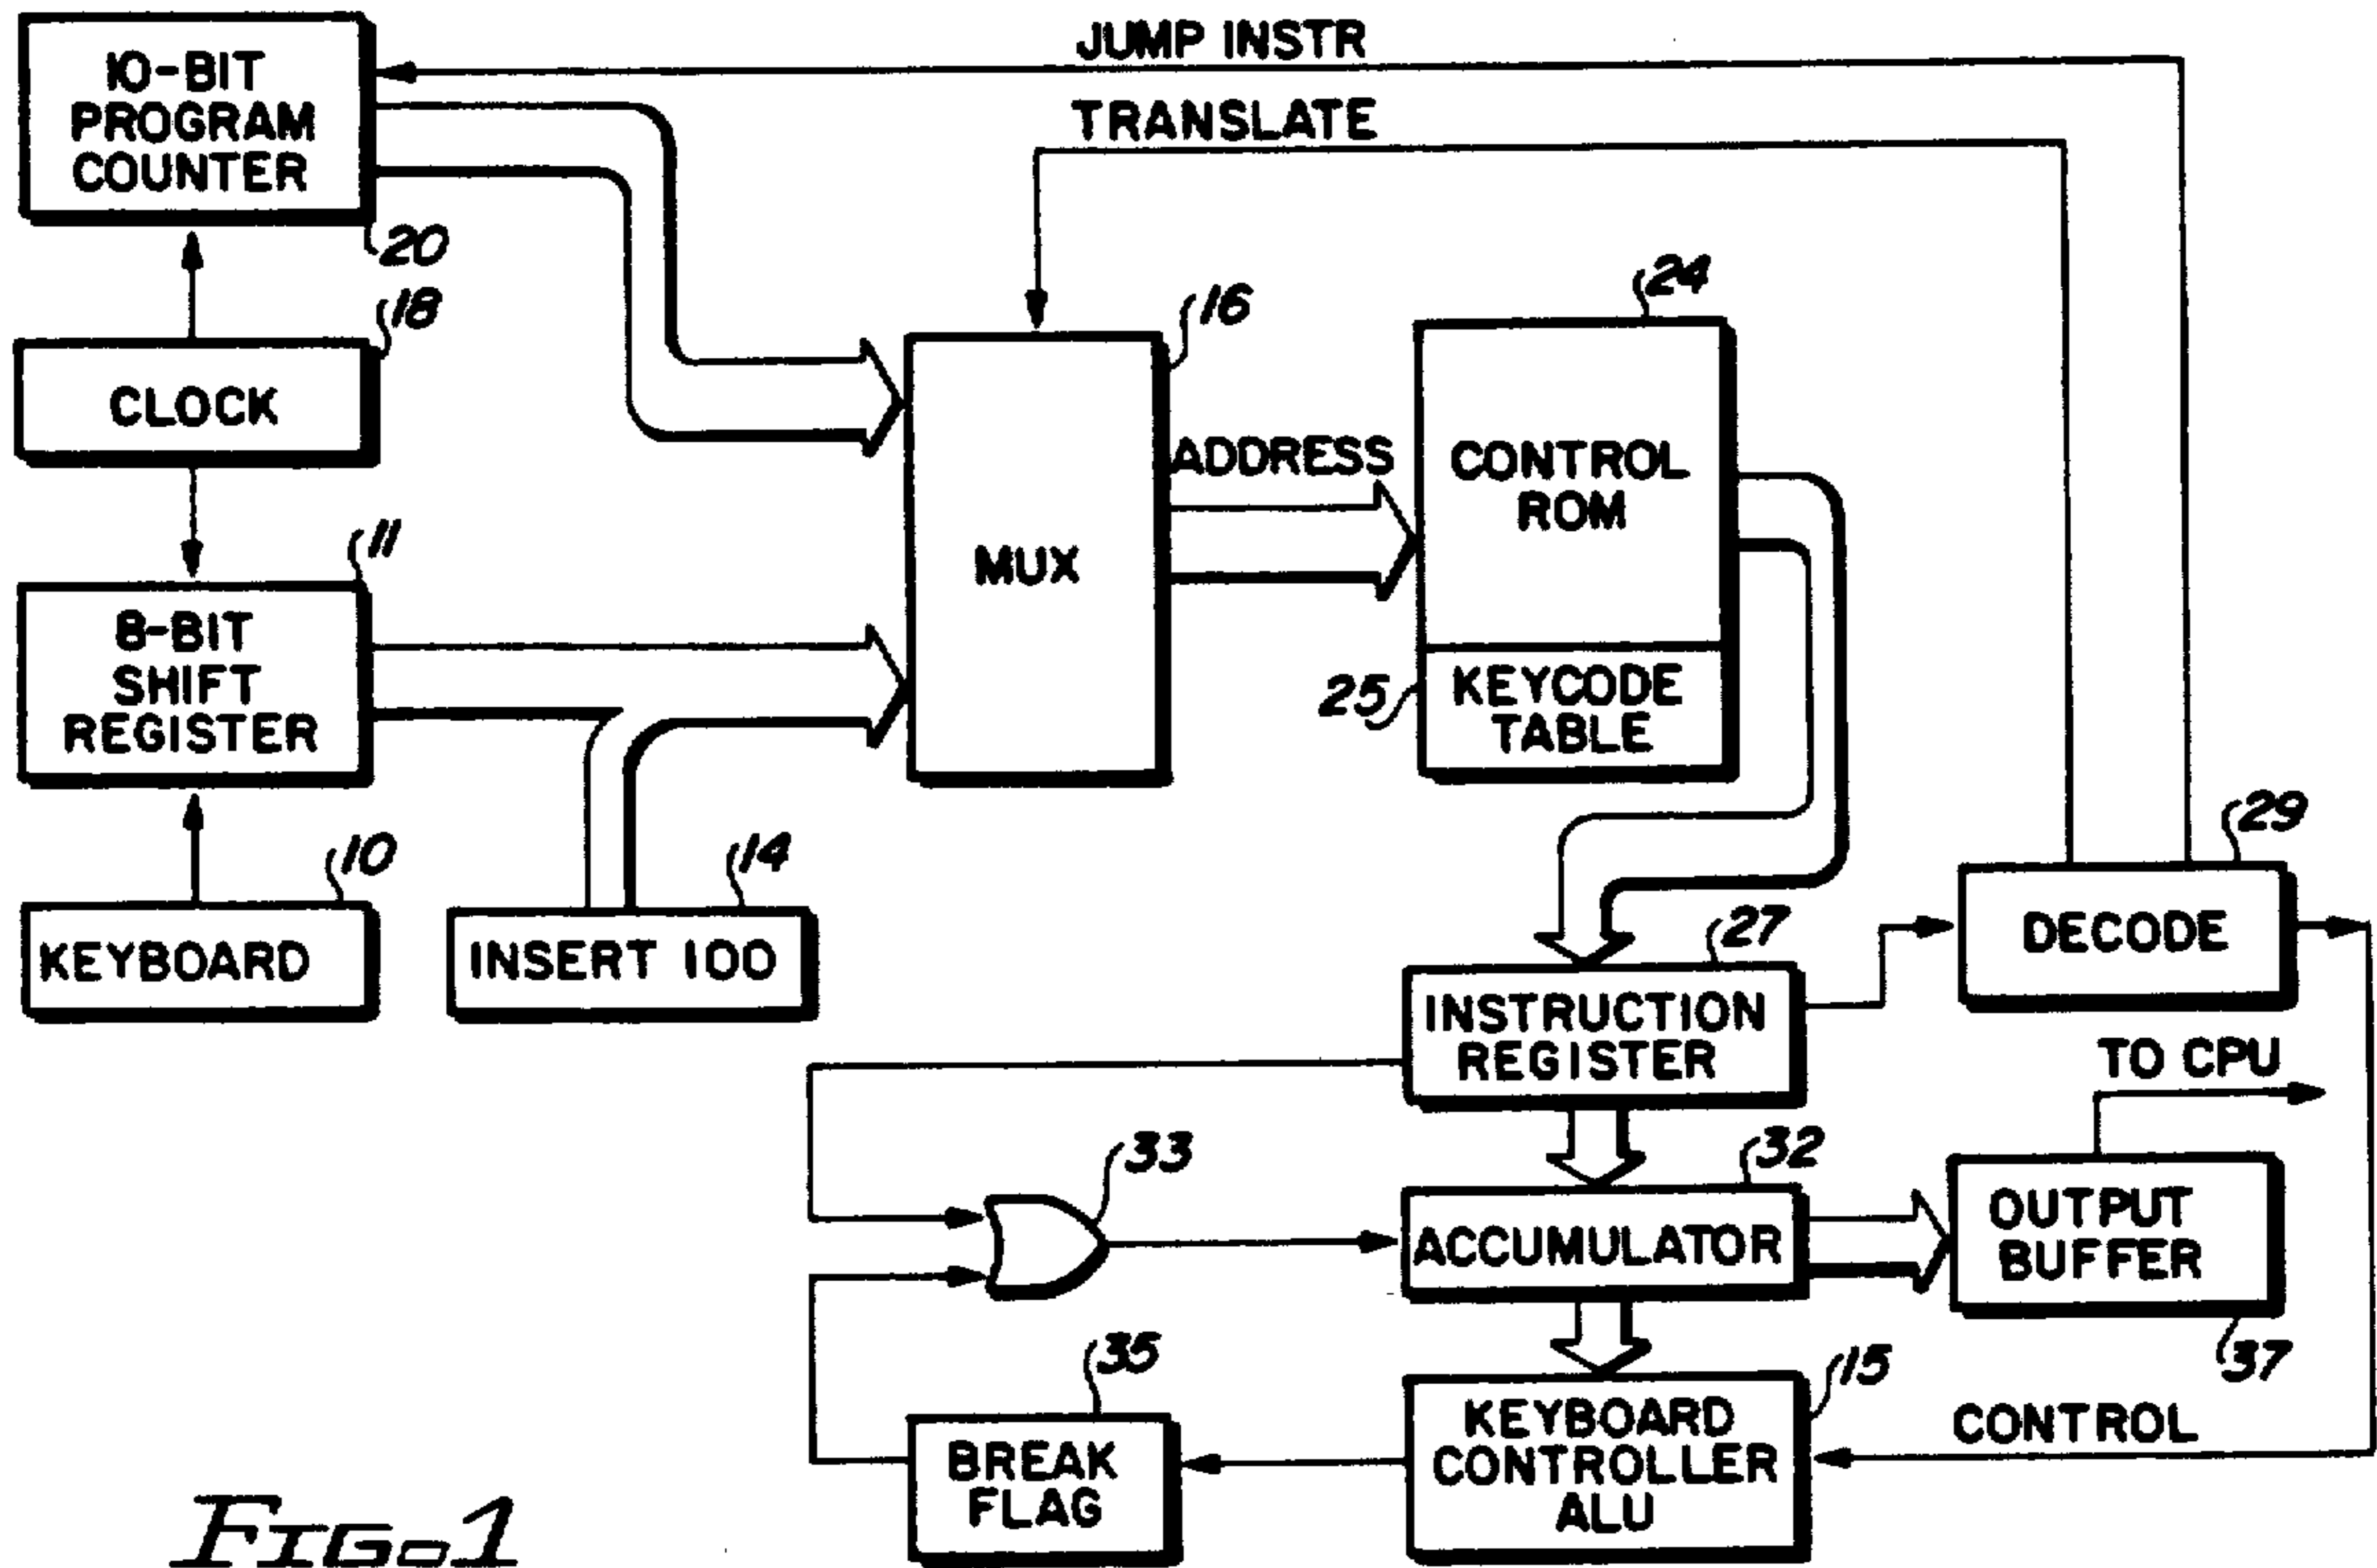 10-BIT
PROGRAM
COUNTER
20
JUMP INSTR
TRANSLATE
18
CLOCK
11
8-BIT
SHIFT
REGISTER
10
KEYBOARD
14
INSERT 100
16
MUX
ADDRESS
24
CONTROL
ROM
25
KEYCODE
TABLE
29
DECODE
27
INSTRUCTION
REGISTER
TO CPU
33
32
ACCUMULATOR
OUTPUT
BUFFER
37
35
BREAK
FLAG
15
KEYBOARD
CONTROLLER
ALU
CONTROL
FIG. 1